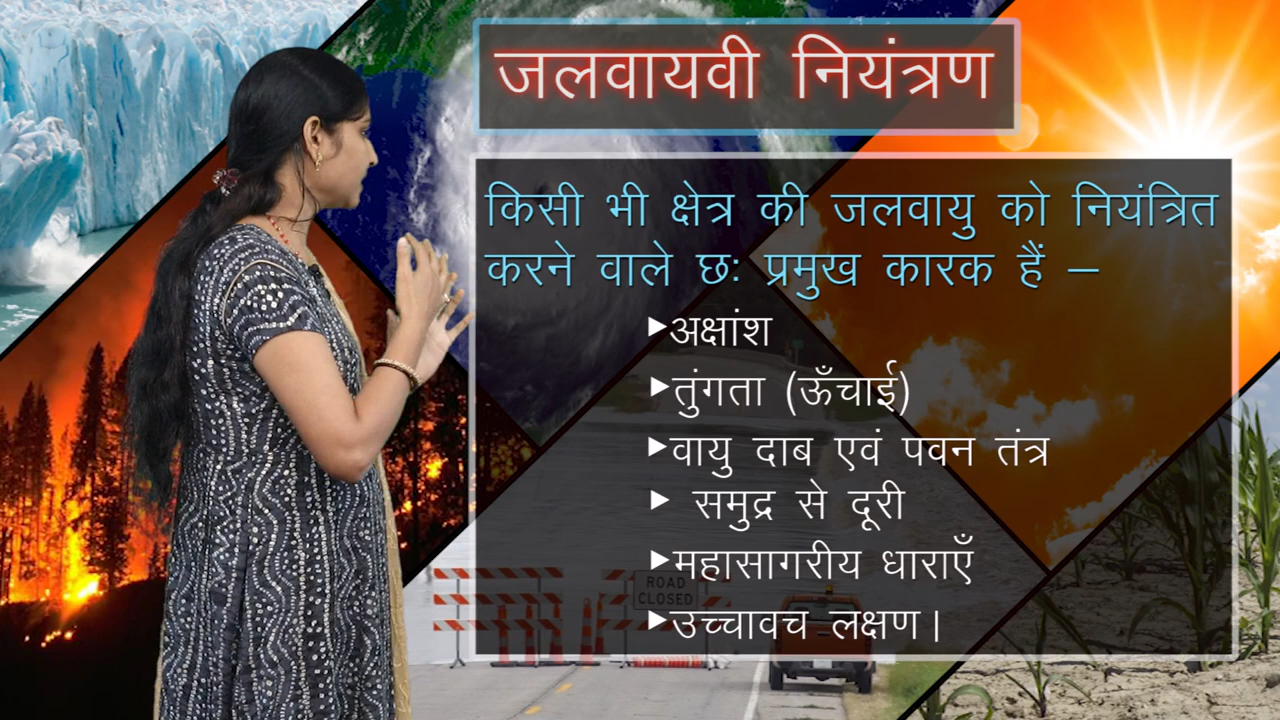 जलवायवी नियंत्रण
किसी भी क्षेत्र की जलवायु को नियंत्रित
करने वाले छः प्रमुख कारक हैं –
▶अक्षांश
▶तुंगता (ऊँचाई)
▶वायु दाब एवं पवन तंत्र
▶ समुद्र से दूरी
▶महासागरीय धाराएँ
▶उच्चावच लक्षण।
ROAD
CLOSED